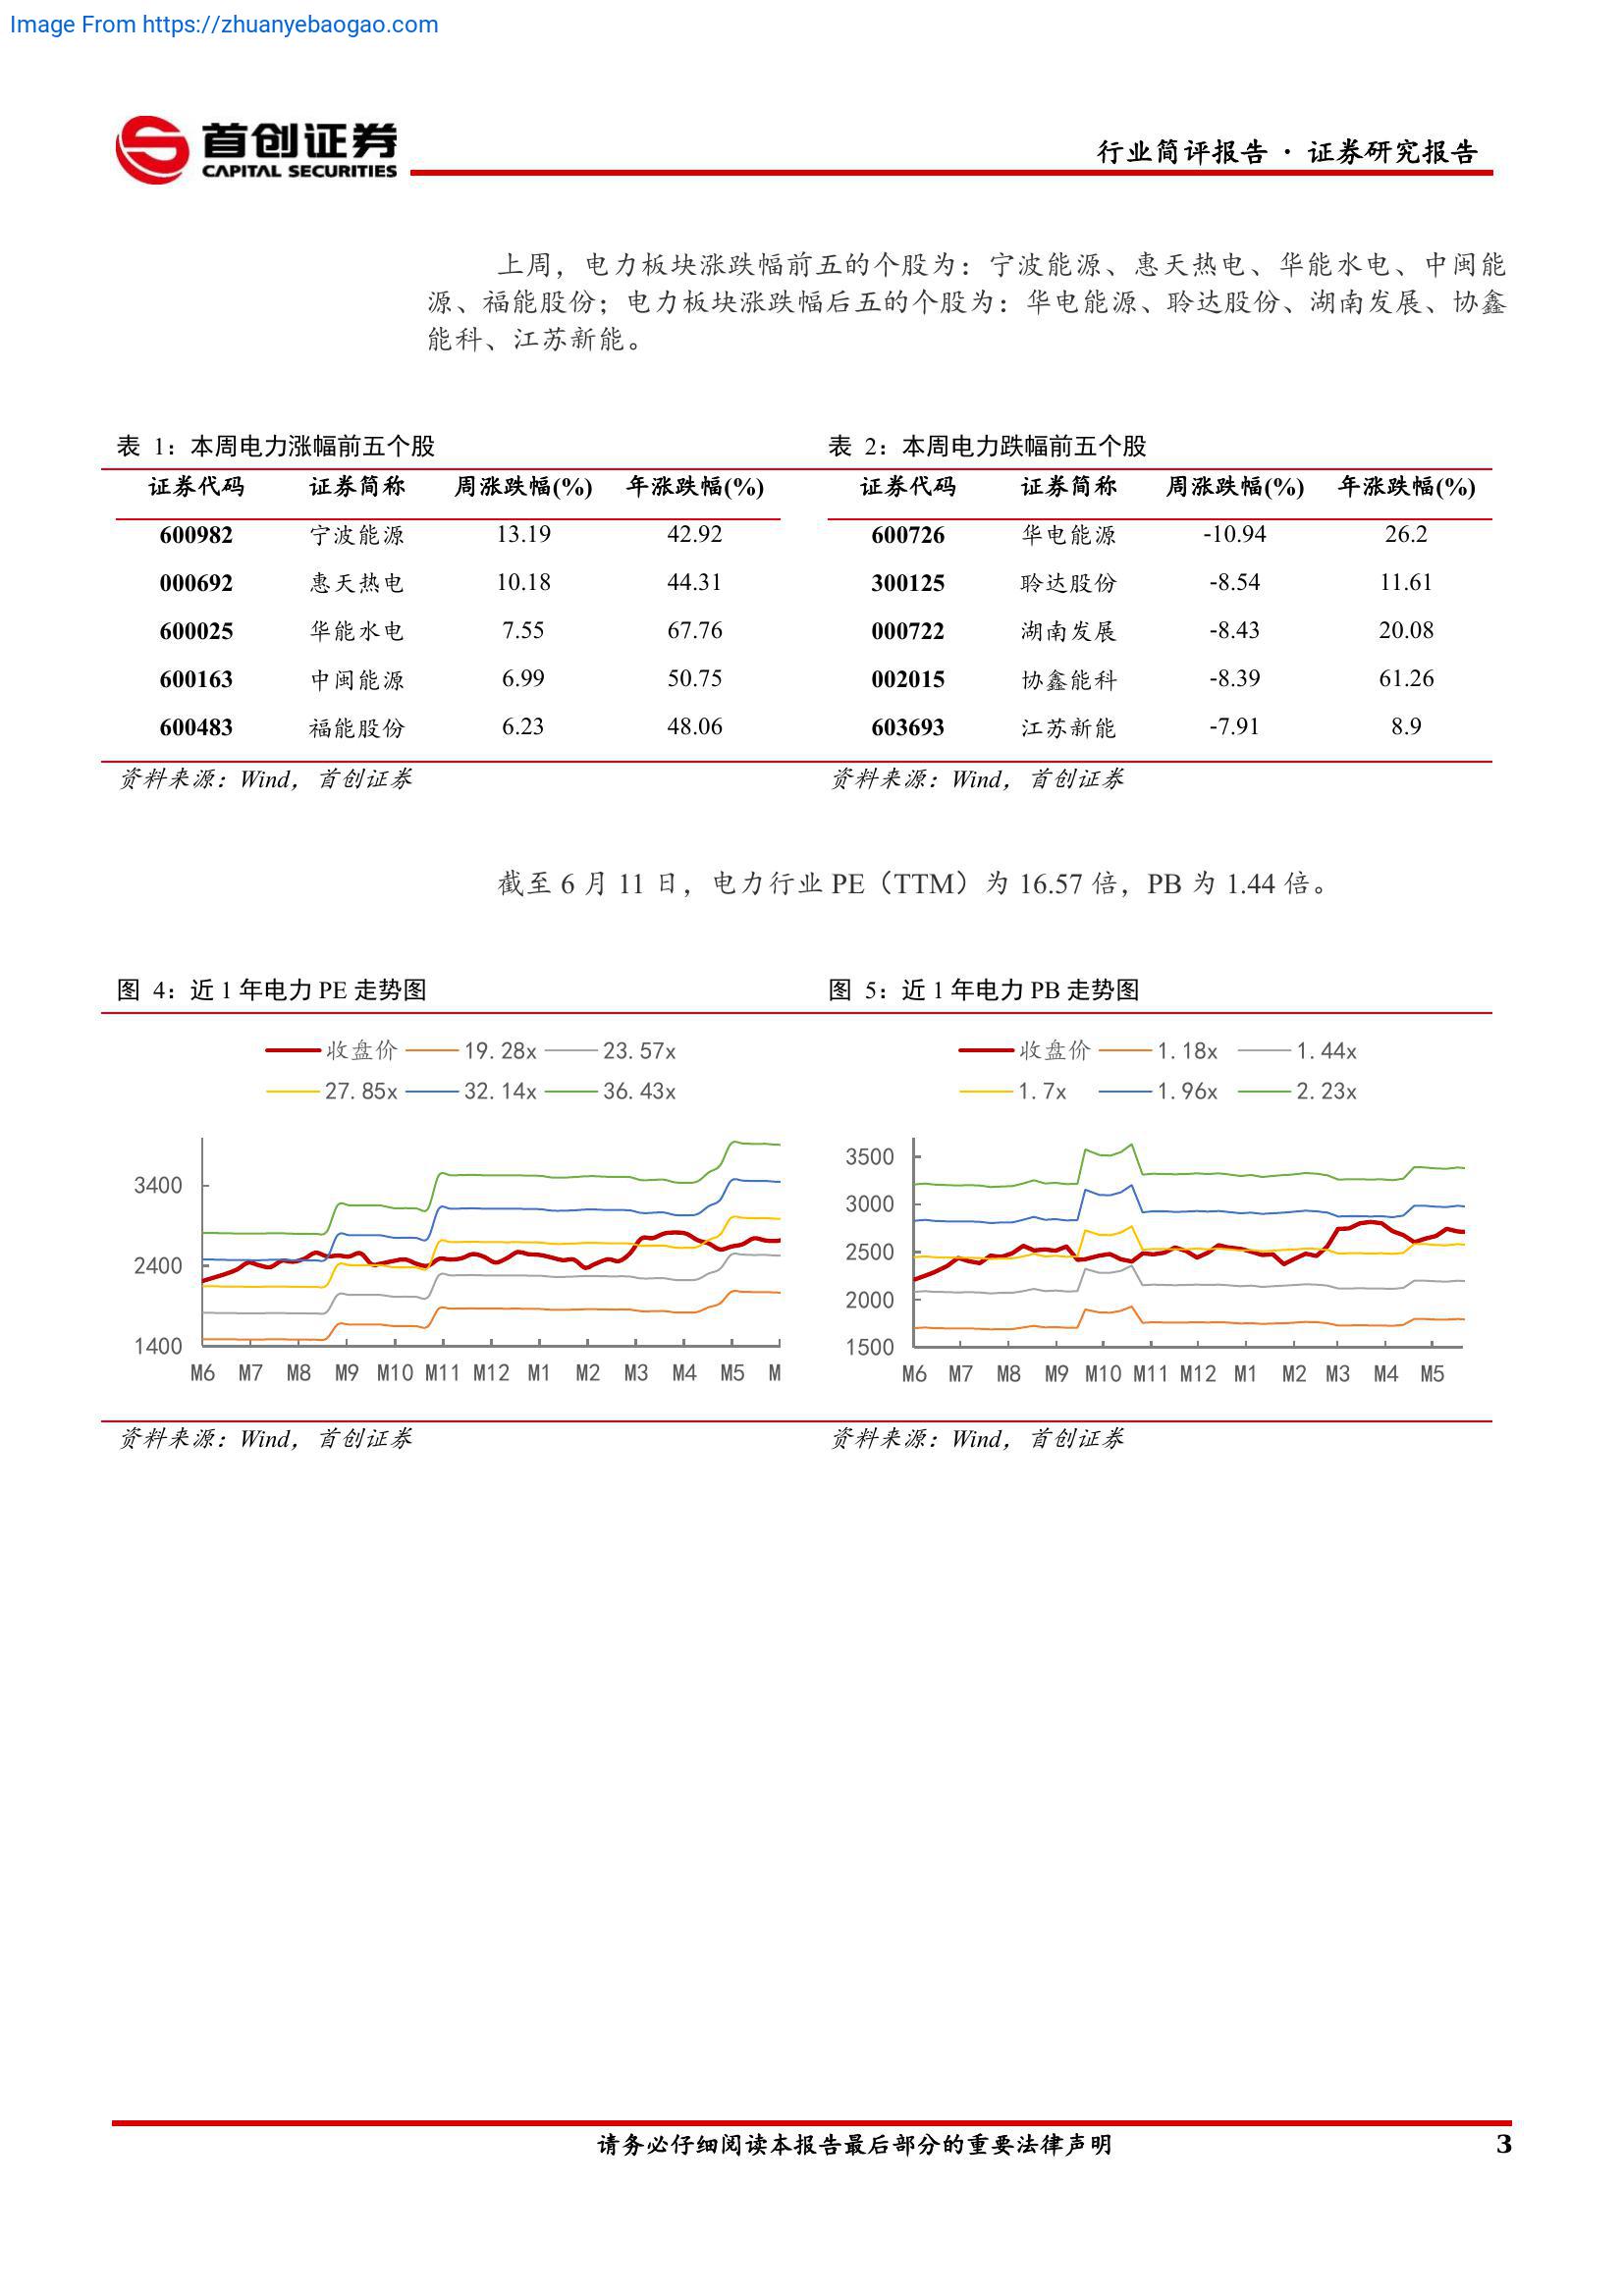 Image From https://zhuanyebaogao.com
首创证券
CAPITAL SECURITIES
行业简评报告 · 证券研究报告
上周，电力板块涨跌幅前五的个股为：宁波能源、惠天热电、华能水电、中闽能
源、福能股份；电力板块涨跌幅后五的个股为：华电能源、聆达股份、湖南发展、协鑫
能科、江苏新能。
表 1：本周电力涨幅前五个股
证券代码 证券简称 周涨跌幅(%) 年涨跌幅(%)
600982 宁波能源 13.19 42.92
000692 惠天热电 10.18 44.31
600025 华能水电 7.55 67.76
600163 中闽能源 6.99 50.75
600483 福能股份 6.23 48.06
资料来源：Wind，首创证券
表 2：本周电力跌幅前五个股
证券代码 证券简称 周涨跌幅(%) 年涨跌幅(%)
600726 华电能源 -10.94 26.2
300125 聆达股份 -8.54 11.61
000722 湖南发展 -8.43 20.08
002015 协鑫能科 -8.39 61.26
603693 江苏新能 -7.91 8.9
资料来源：Wind，首创证券
截至 6 月 11 日，电力行业 PE（TTM）为 16.57 倍，PB 为 1.44 倍。
图 4：近 1 年电力 PE 走势图
收盘价 19.28x 23.57x
27.85x 32.14x 36.43x
3400
2400
1400
M6 M7 M8 M9 M10 M11 M12 M1 M2 M3 M4 M5 M
资料来源：Wind，首创证券
图 5：近 1 年电力 PB 走势图
收盘价 1.18x 1.44x
1.7x 1.96x 2.23x
3500
3000
2500
2000
1500
M6 M7 M8 M9 M10 M11 M12 M1 M2 M3 M4 M5
资料来源：Wind，首创证券
请务必仔细阅读本报告最后部分的重要法律声明
3